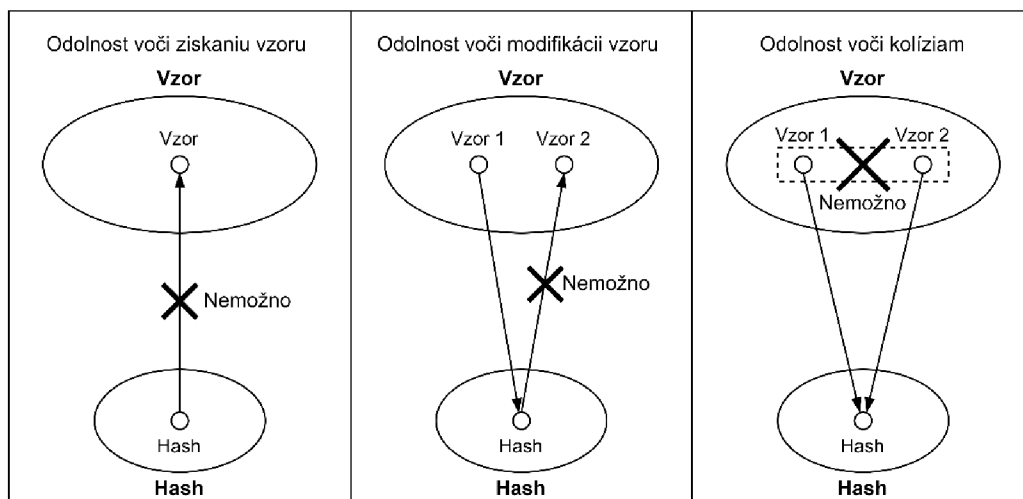 Odolnost voči ziskaniu vzoru
Vzor
Vzor
Nemožno
Hash
Hash
Odolnost voči modifikácii vzoru
Vzor
Vzor 1 Vzor 2
Nemožno
Hash
Hash
Odolnost voči kolíziam
Vzor
Vzor 1 Vzor 2
Nemožno
Hash
Hash